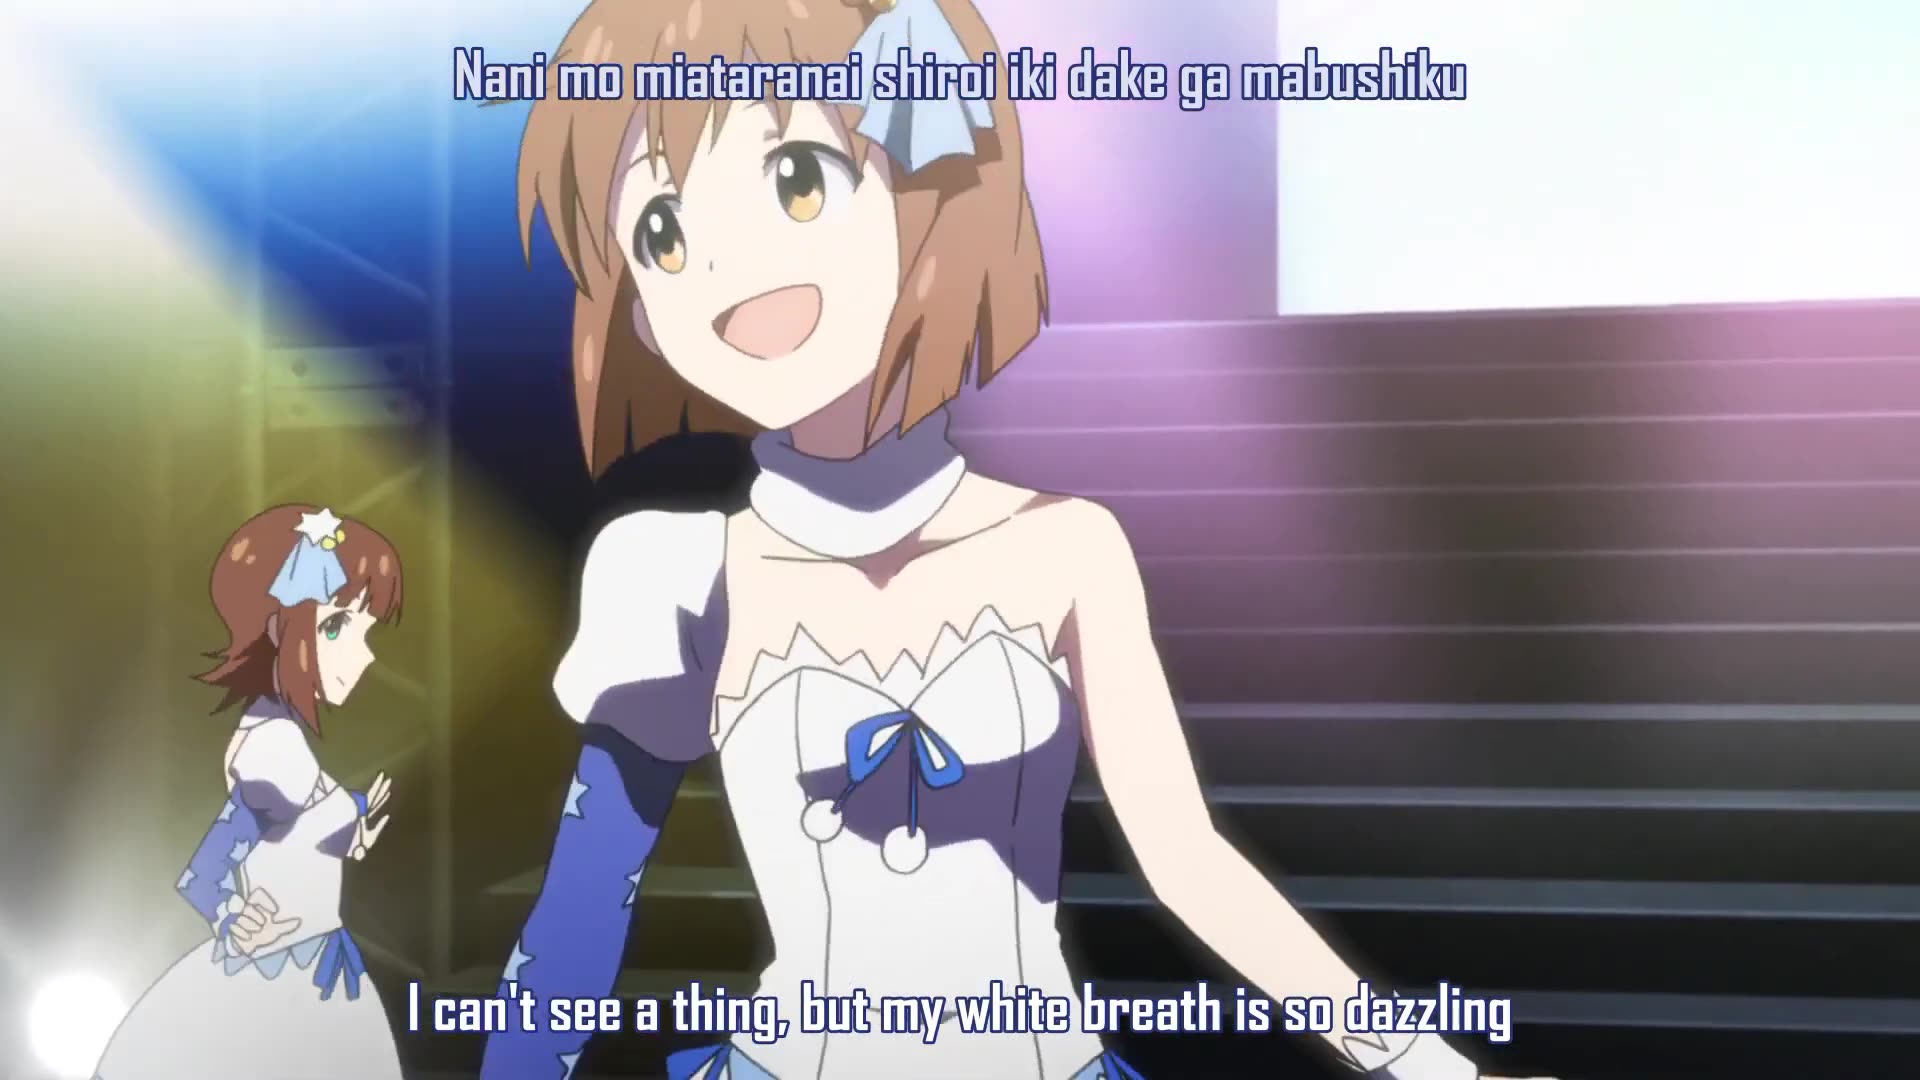 Nani mo miataranai shiroi iki dake ga mabushiku
I can't see a thing, but my white breath is so dazzling